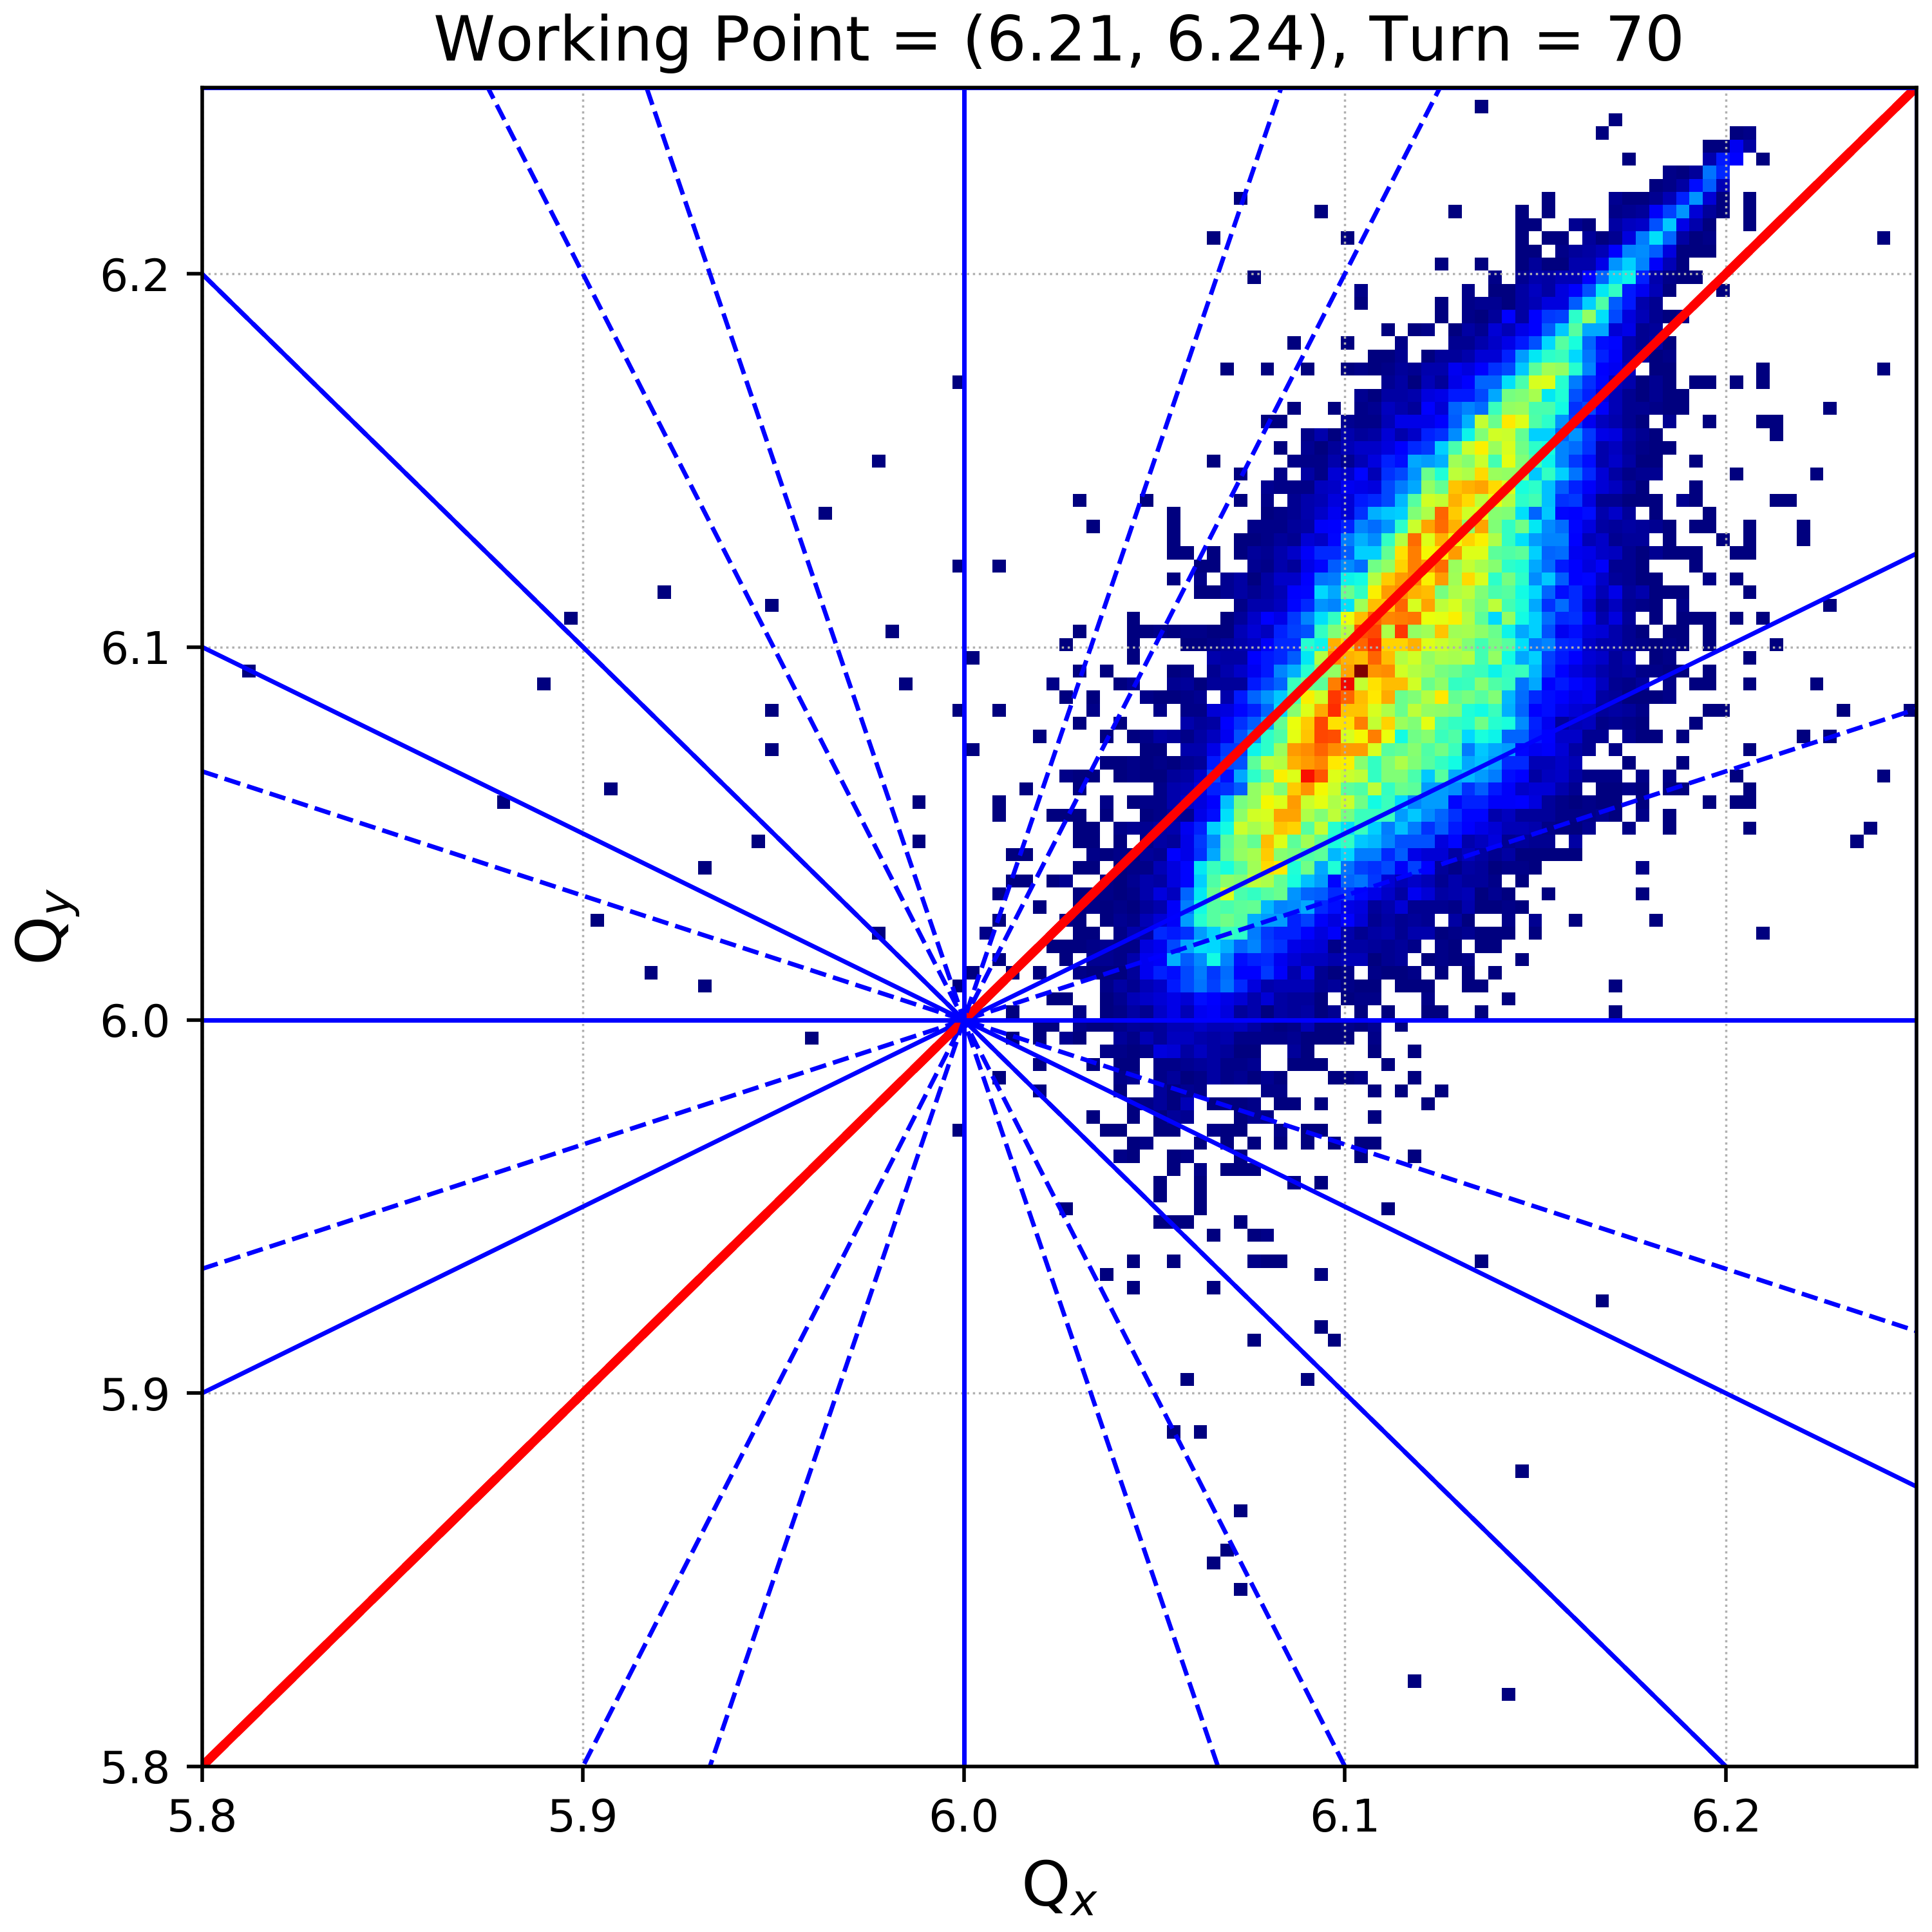 Working Point = (6.21, 6.24), Turn = 70
6.2
6.1
6.0
5.9
5.8
Qy
5.8 5.9 6.0 6.1 6.2
Qx